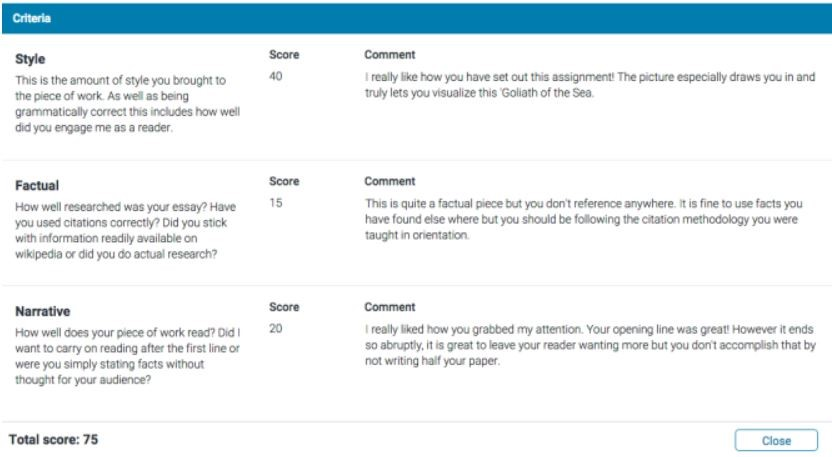 Criteria
Style
Score
Comment
This is the amount of style you brought to
the piece of work. As well as being
grammatically correct this includes how well
did you engage me as a reader.
40
I really like how you have set out this assignment! The picture especially draws you in and
truly lets you visualize this 'Goliath of the Sea.
Factual
Score
Comment
How well researched was your essay? Have
you used citations correctly? Did you stick
with information readily available on
wikipedia or did you do actual research?
15
This is quite a factual piece but you don't reference anywhere. It is fine to use facts you
have found else where but you should be following the citation methodology you were
taught in orientation.
Narrative
Score
Comment
How well does your piece of work read? Did I
want to carry on reading after the first line or
were you simply stating facts without
thought for your audience?
20
I really liked how you grabbed my attention. Your opening line was great! However it ends
so abruptly, it is great to leave your reader wanting more but you don't accomplish that by
not writing half your paper.
Total score: 75
Close